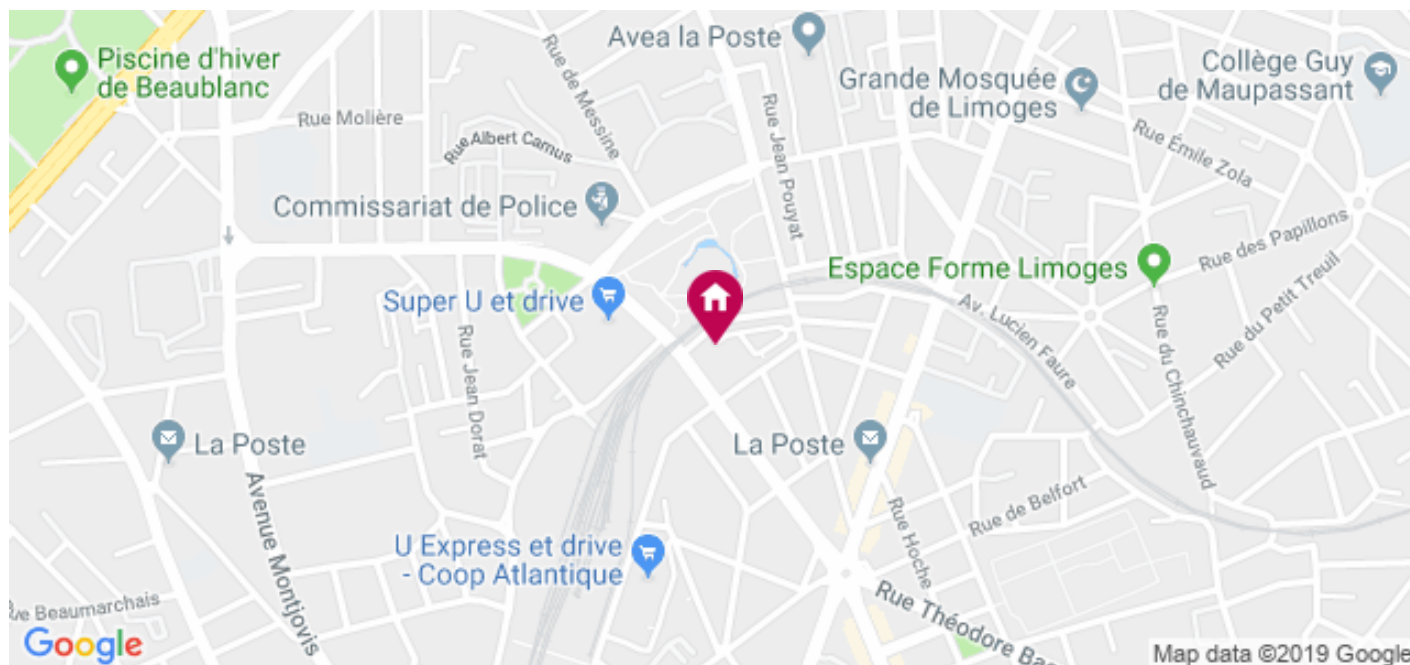 Avea la Poste
Piscine d'hiver
de Beaublanc
Collège Guy
de Maupassant
Grande Mosquée
de Limoges
Rue de Messine
Rue Molière
Rue Jean Pouyat
Rue Albert Camus
Rue Émile Zola
Commissariat de Police
Rue des Papillons
Espace Forme Limoges
Super U et drive
Av. Lucien Faure
Rue du Petit Treuil
Rue du Chinchauvaud
Rue Jean Dorat
La Poste
La Poste
Avenue Montjovis
Rue de Belfort
Rue Hoche
U Express et drive
- Coop Atlantique
Beaumarchais
Rue Théodore Bac
Google
Map data ©2019 Google